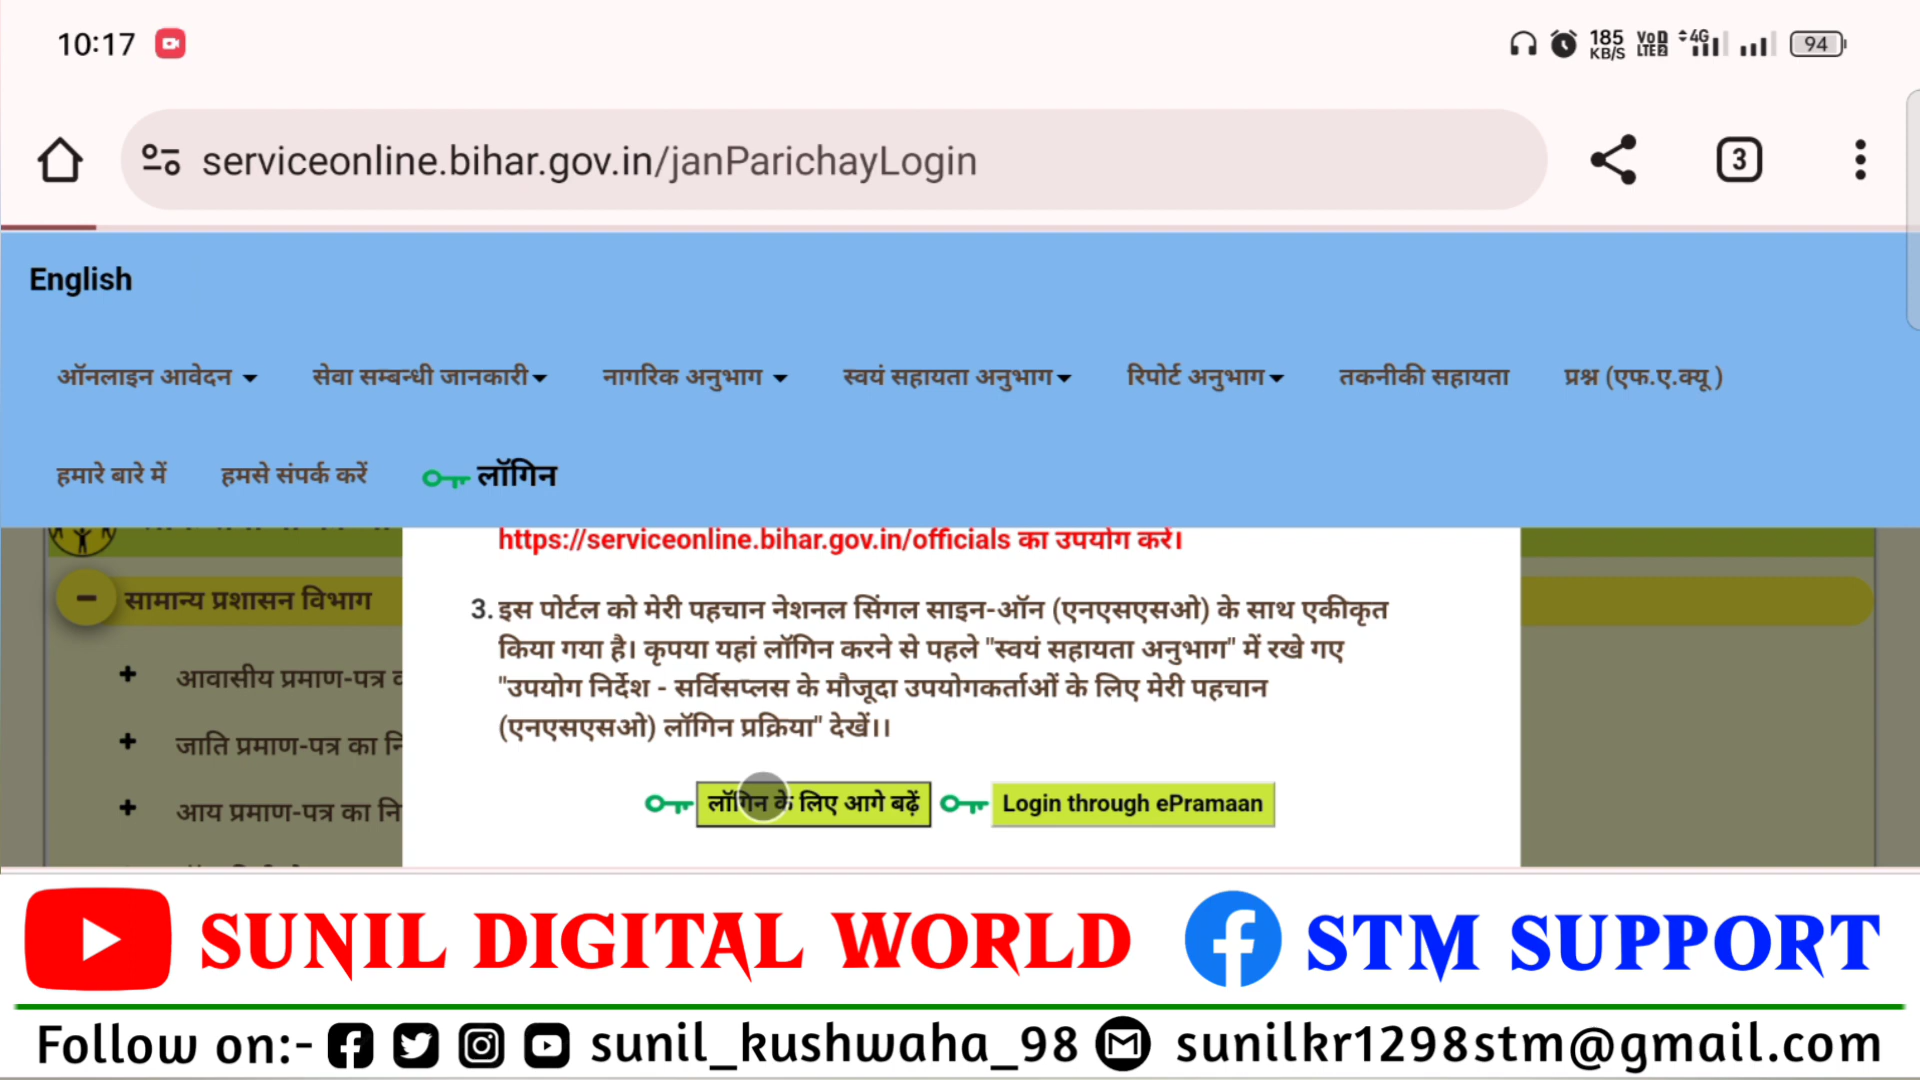 10:17
185 KB/S VoD LTE2 4G 94
serviceonline.bihar.gov.in/janParichayLogin
3
English
ऑनलाइन आवेदन सेवा सम्बन्धी जानकारी नागरिक अनुभाग स्वयं सहायता अनुभाग रिपोर्ट अनुभाग तकनीकी सहायता प्रश्न (एफ.ए.क्यू )
हमारे बारे में हमसे संपर्क करें लॉगिन
https://serviceonline.bihar.gov.in/officials का उपयोग करे।
सामान्य प्रशासन विभाग
3. इस पोर्टल को मेरी पहचान नेशनल सिंगल साइन-ऑन (एनएसएसओ) के साथ एकीकृत
किया गया है। कृपया यहां लॉगिन करने से पहले "स्वयं सहायता अनुभाग" में रखे गए
"उपयोग निर्देश - सर्विसप्लस के मौजूदा उपयोगकर्ताओं के लिए मेरी पहचान
(एनएसएसओ) लॉगिन प्रक्रिया" देखें।।
आवासीय प्रमाण-पत्र
जाति प्रमाण-पत्र का
आय प्रमाण-पत्र का
लॉगिन के लिए आगे बढ़ें Login through ePramaan
SUNIL DIGITAL WORLD STM SUPPORT
Follow on:- sunil_kushwaha_98 sunilkr1298stm@gmail.com